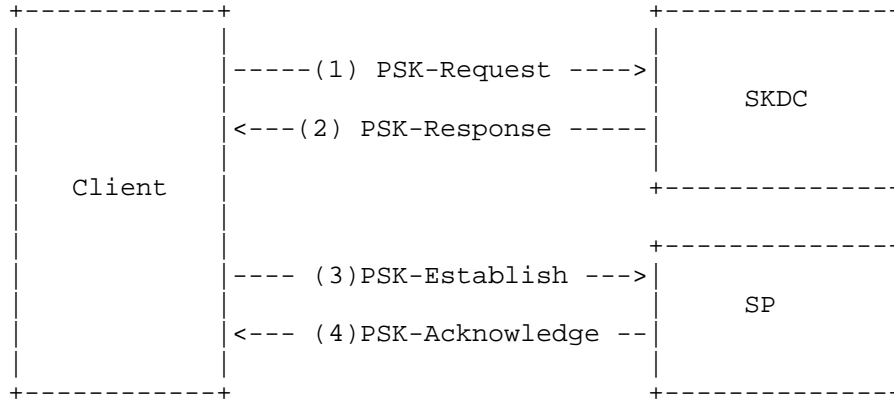 (1) PSK-Request
SKDC
(2) PSK-Response
Client
(3)PSK-Establish
SP
(4)PSK-Acknowledge